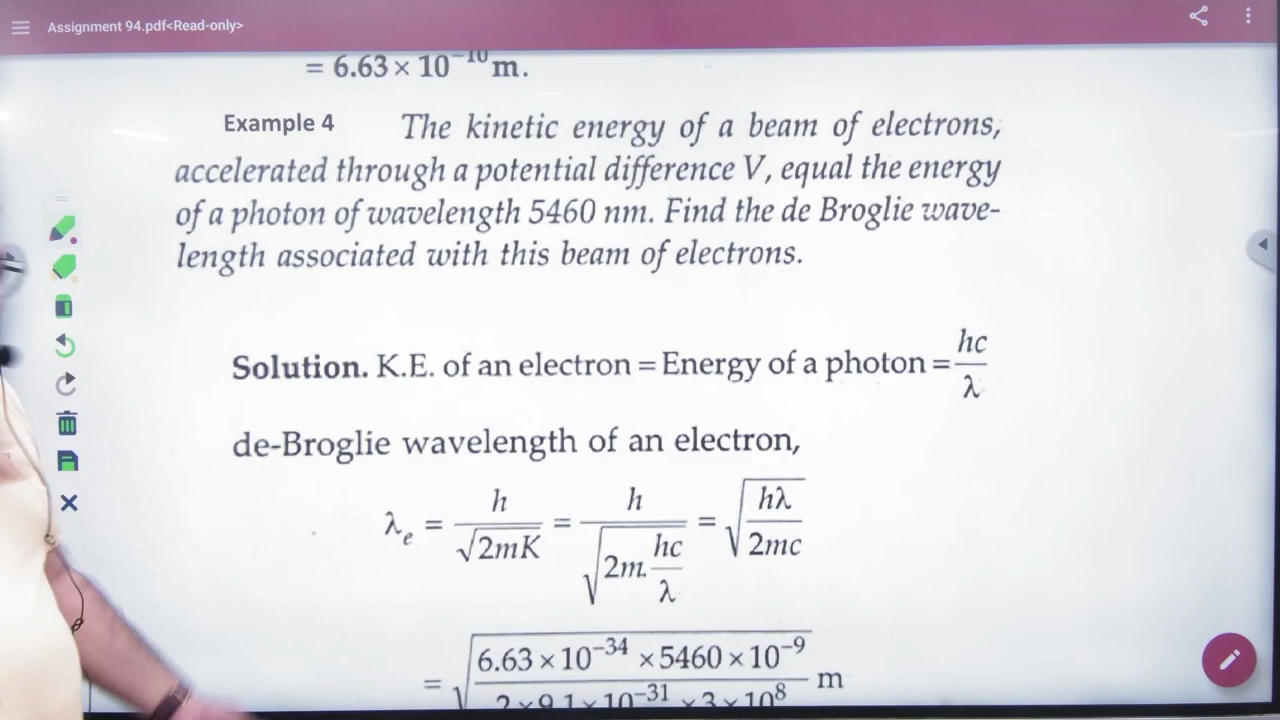 Assignment 94.pdf<Read-only>
= 6.63 × 10⁻¹⁰ m.
Example 4 The kinetic energy of a beam of electrons,
accelerated through a potential difference V, equal the energy
of a photon of wavelength 5460 nm. Find the de Broglie wave-
length associated with this beam of electrons.
Solution. K.E. of an electron = Energy of a photon = hc/λ
de-Broglie wavelength of an electron,
λₑ = h/√(2mK) = h/√(2m.hc/λ) = √(hλ/2mc)
= √(6.63 × 10⁻³⁴ × 5460 × 10⁻⁹ / 2 × 9.1 × 10⁻³¹ × 3 × 10⁸) m